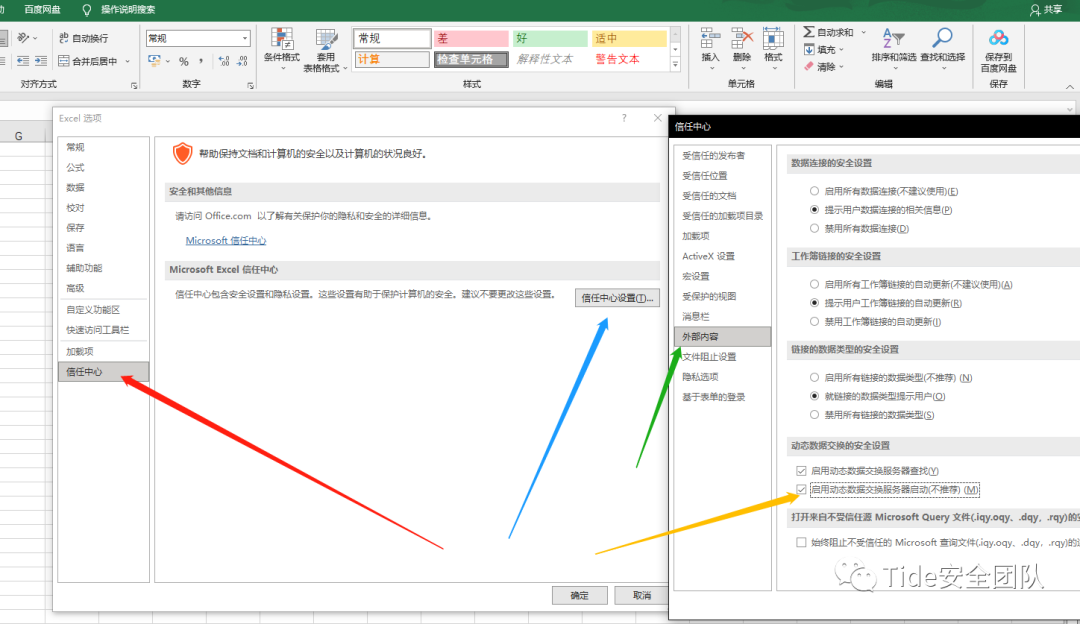 百度网盘
操作说明搜索
共享
自动换行
合并后居中
对齐方式
常规
%
数字
条件格式
套用
表格格式
常规
差
好
适中
计算
检查单元格
解释性文本
警告文本
样式
插入
删除
格式
单元格
自动求和
填充
清除
排序和筛选
查找和选择
编辑
保存到
百度网盘
保存
G
Excel 选项
?
常规
公式
数据
校对
保存
语言
辅助功能
高级
自定义功能区
快速访问工具栏
加载项
信任中心
帮助保持文档和计算机的安全以及计算机的状况良好。
安全和其他信息
请访问 Office.com 以了解有关保护你的隐私和安全的详细信息。
Microsoft 信任中心
Microsoft Excel 信任中心
信任中心包含安全设置和隐私设置。这些设置有助于保护计算机的安全。建议不要更改这些设置。
信任中心设置(T)...
确定
取消
信任中心
受信任的发布者
受信任位置
受信任的文档
受信任的加载项目录
加载项
ActiveX 设置
宏设置
受保护的视图
消息栏
外部内容
文件阻止设置
隐私选项
基于表单的登录
数据连接的安全设置
启用所有数据连接(不建议使用)(E)
提示用户数据连接的相关信息(P)
禁用所有数据连接(D)
工作簿链接的安全设置
启用所有工作簿链接的自动更新(不建议使用)(A)
提示用户工作簿链接的自动更新(R)
禁用工作簿链接的自动更新(I)
链接的数据类型的安全设置
启用所有链接的数据类型(不推荐) (N)
就链接的数据类型提示用户(O)
禁用所有链接的数据类型(S)
动态数据交换的安全设置
启用动态数据交换服务器查找(Y)
启用动态数据交换服务器启动(不推荐) (M)
打开来自不受信任源 Microsoft Query 文件(.iqy.oqy、.dqy，.rqy)的安
始终阻止不受信任的 Microsoft 查询文件(.iqy.oqy、.dqy，.rqy)的
Tide安全团队